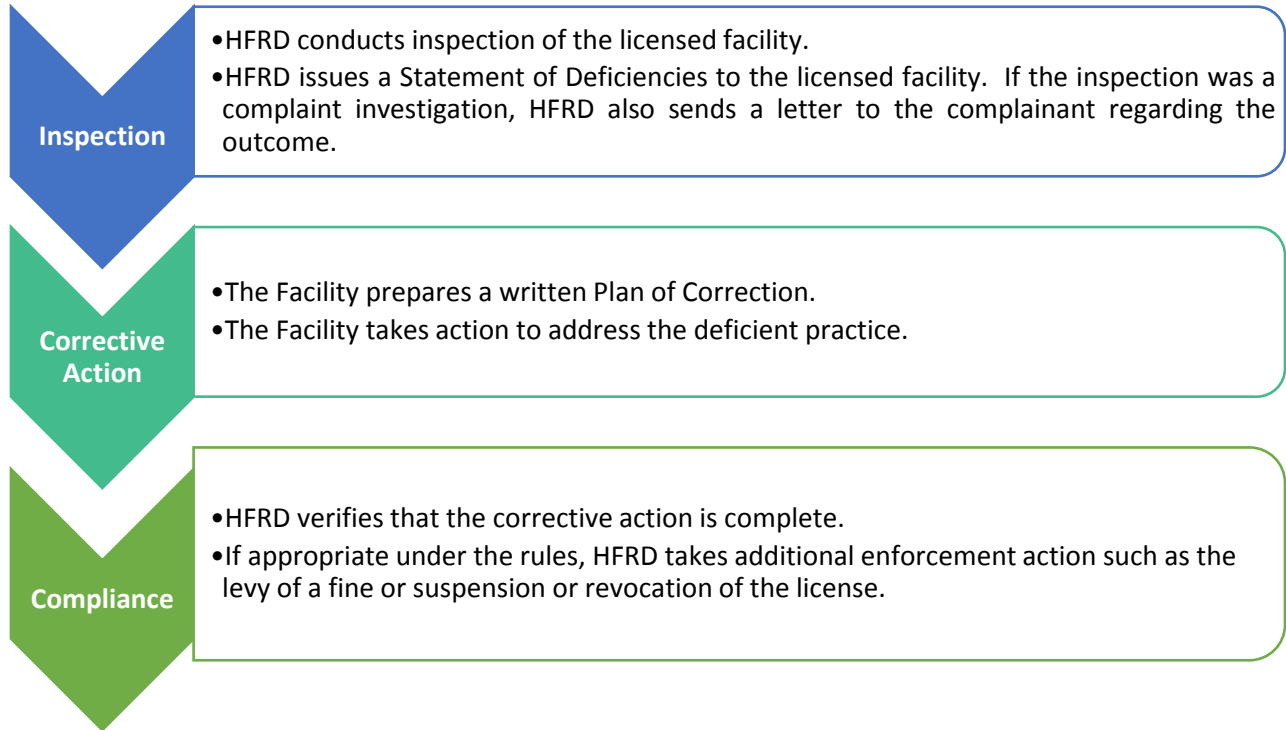 Inspection
•HFRD conducts inspection of the licensed facility.
•HFRD issues a Statement of Deficiencies to the licensed facility.  If the inspection was a
complaint investigation, HFRD also sends a letter to the complainant regarding the
outcome.
Corrective
Action
•The Facility prepares a written Plan of Correction.
•The Facility takes action to address the deficient practice.
Compliance
•HFRD verifies that the corrective action is complete.
•If appropriate under the rules, HFRD takes additional enforcement action such as the
levy of a fine or suspension or revocation of the license.